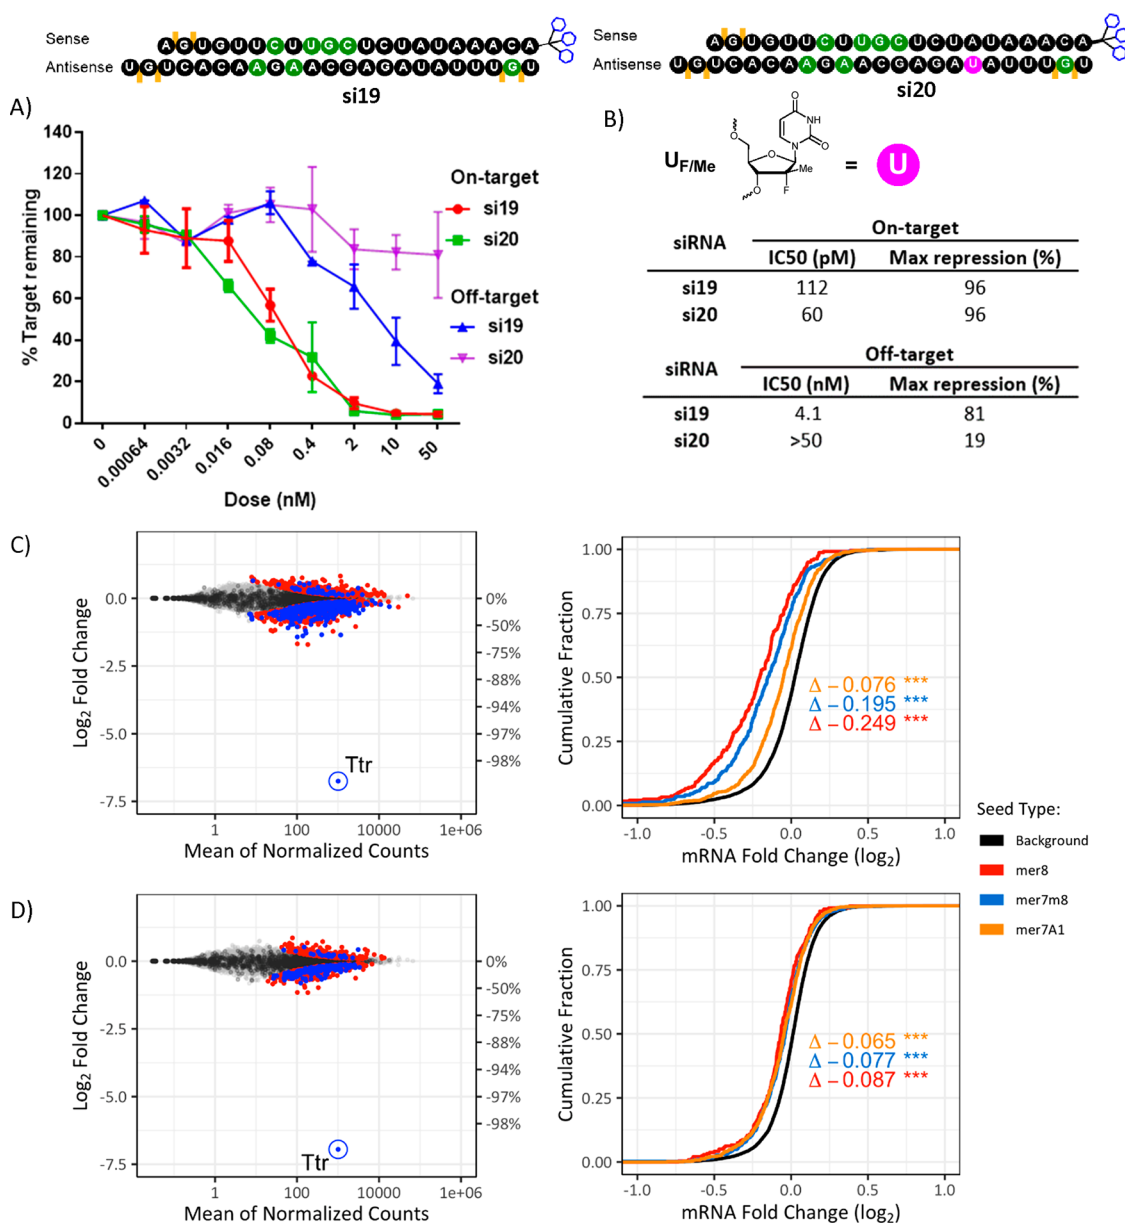 Sense AGUGUUCUUGCUCUAUAAACA
Antisense UGUCACAAGAACGAGAUAUUUGU
si19
Sense AGUGUUCUUGCUCUAUAAACA
Antisense UGUCACAAGAACGAGAUAUUUGU
si20
A)
140
120
100
80
60
40
20
0
% Target remaining
0
0.00064
0.0032
0.016
0.08
0.4
2
10
50
Dose (nM)
On-target
si19
si20
Off-target
si19
si20
B)
UF/Me
O
NH
N
O
O
O
O
Me
F
= U
siRNA On-target
IC50 (pM) Max repression (%)
si19 112 96
si20 60 96
siRNA Off-target
IC50 (nM) Max repression (%)
si19 4.1 81
si20 >50 19
C)
Log2 Fold Change
0.0
-2.5
-5.0
-7.5
0%
-50%
-75%
-88%
-94%
-97%
-98%
Ttr
1 100 10000 1e+06
Mean of Normalized Counts
Cumulative Fraction
1.00
0.75
0.50
0.25
0.00
Δ – 0.076 ***
Δ – 0.195 ***
Δ – 0.249 ***
-1.0 -0.5 0.0 0.5 1.0
mRNA Fold Change (log2)
Seed Type:
Background
mer8
mer7m8
mer7A1
D)
Log2 Fold Change
0.0
-2.5
-5.0
-7.5
0%
-50%
-75%
-88%
-94%
-97%
-98%
Ttr
1 100 10000 1e+06
Mean of Normalized Counts
Cumulative Fraction
1.00
0.75
0.50
0.25
0.00
Δ – 0.065 ***
Δ – 0.077 ***
Δ – 0.087 ***
-1.0 -0.5 0.0 0.5 1.0
mRNA Fold Change (log2)